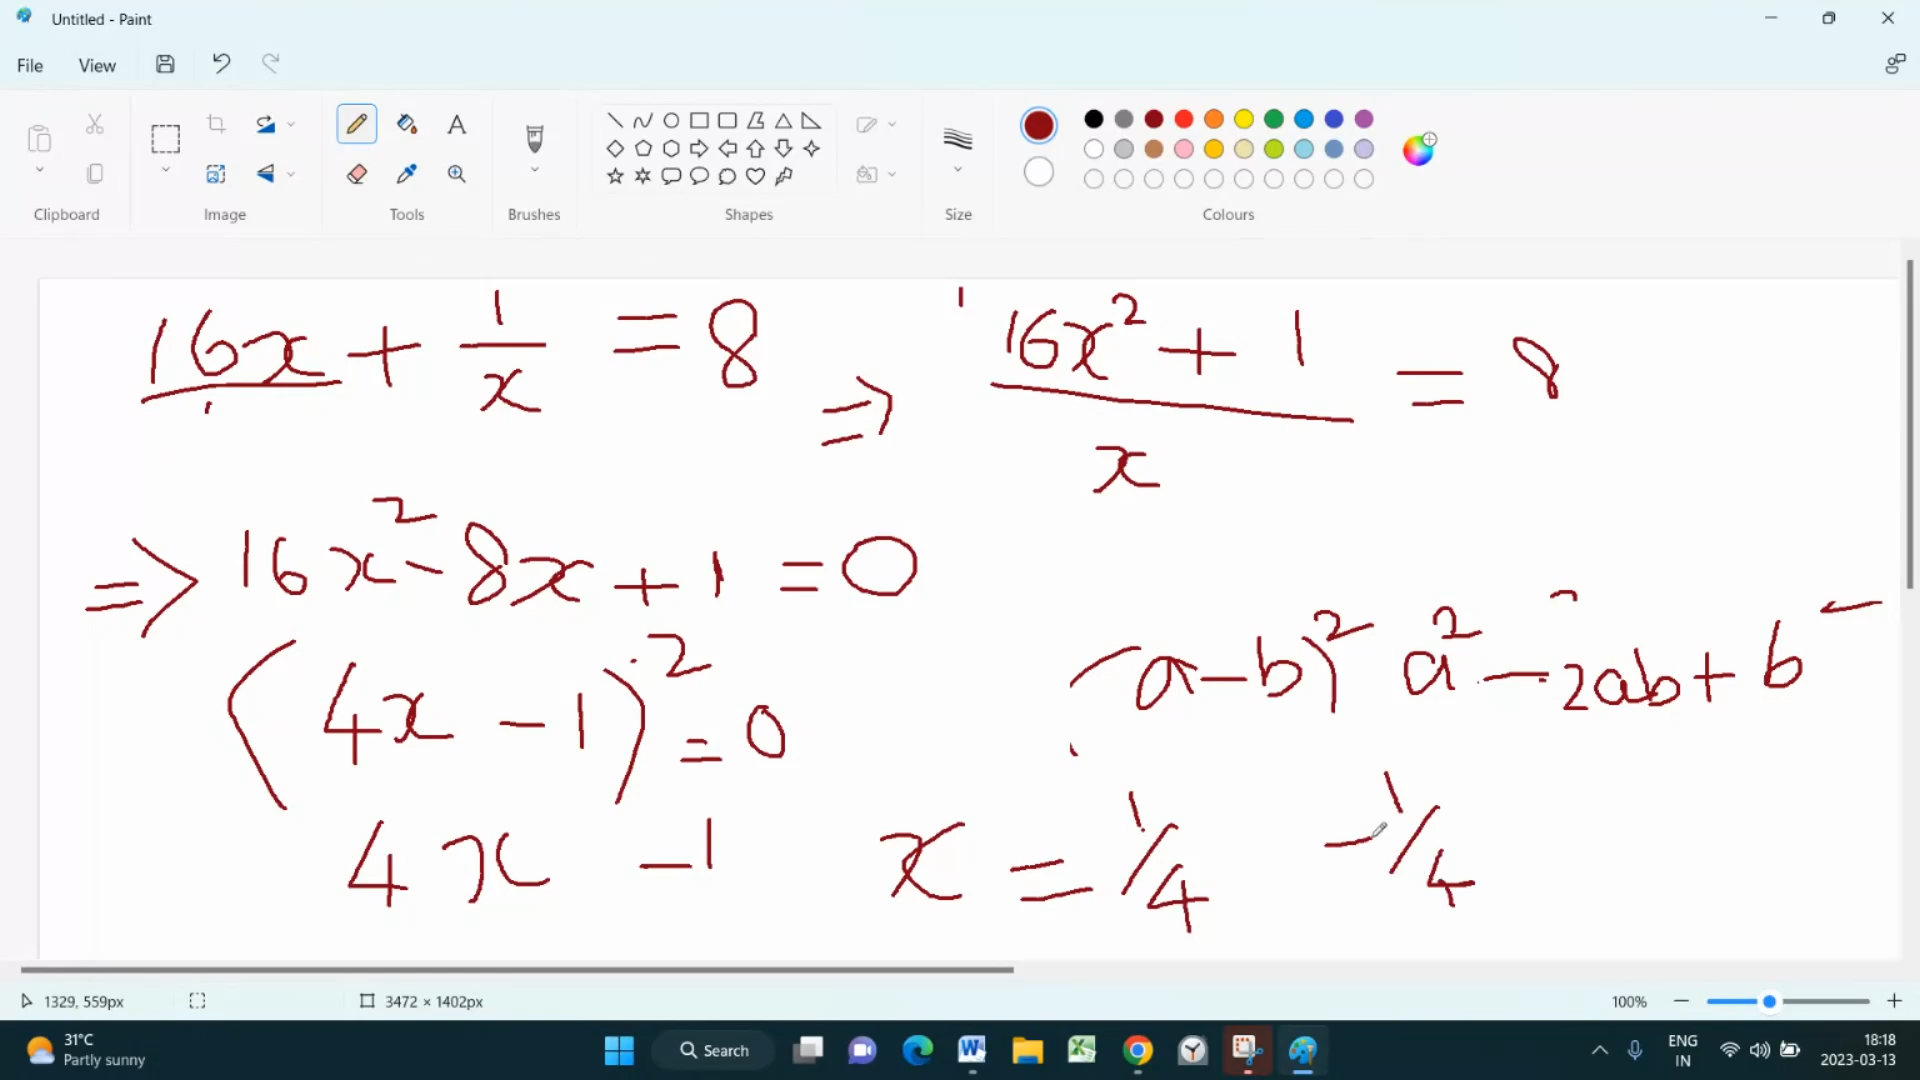 Untitled - Paint
File View
Clipboard Image Tools Brushes Shapes Size Colours
16x + 1/x = 8 ⇒ (16x² + 1)/x = 8
⇒ 16x² - 8x + 1 = 0
(a-b)² a² - 2ab + b
(4x - 1)² = 0
4x - 1 x = 1/4 - 1/4
1329, 559px 3472 × 1402px 100%
31°C
Partly sunny
Search
ENG
IN
18:18
2023-03-13